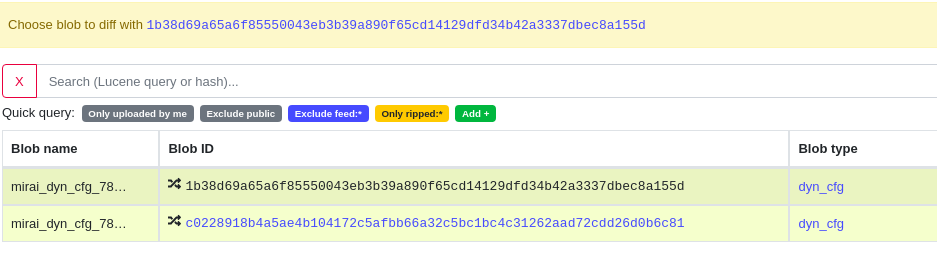 Choose blob to diff with 1b38d69a65a6f85550043eb3b39a890f65cd14129dfd34b42a3337dbec8a155d
X Search (Lucene query or hash)...
Quick query: Only uploaded by me Exclude public Exclude feed:* Only ripped:* Add +
Blob name Blob ID Blob type
mirai_dyn_cfg_78… 1b38d69a65a6f85550043eb3b39a890f65cd14129dfd34b42a3337dbec8a155d dyn_cfg
mirai_dyn_cfg_78… c0228918b4a5ae4b104172c5afbb66a32c5bc1bc4c31262aad72cdd26d0b6c81 dyn_cfg